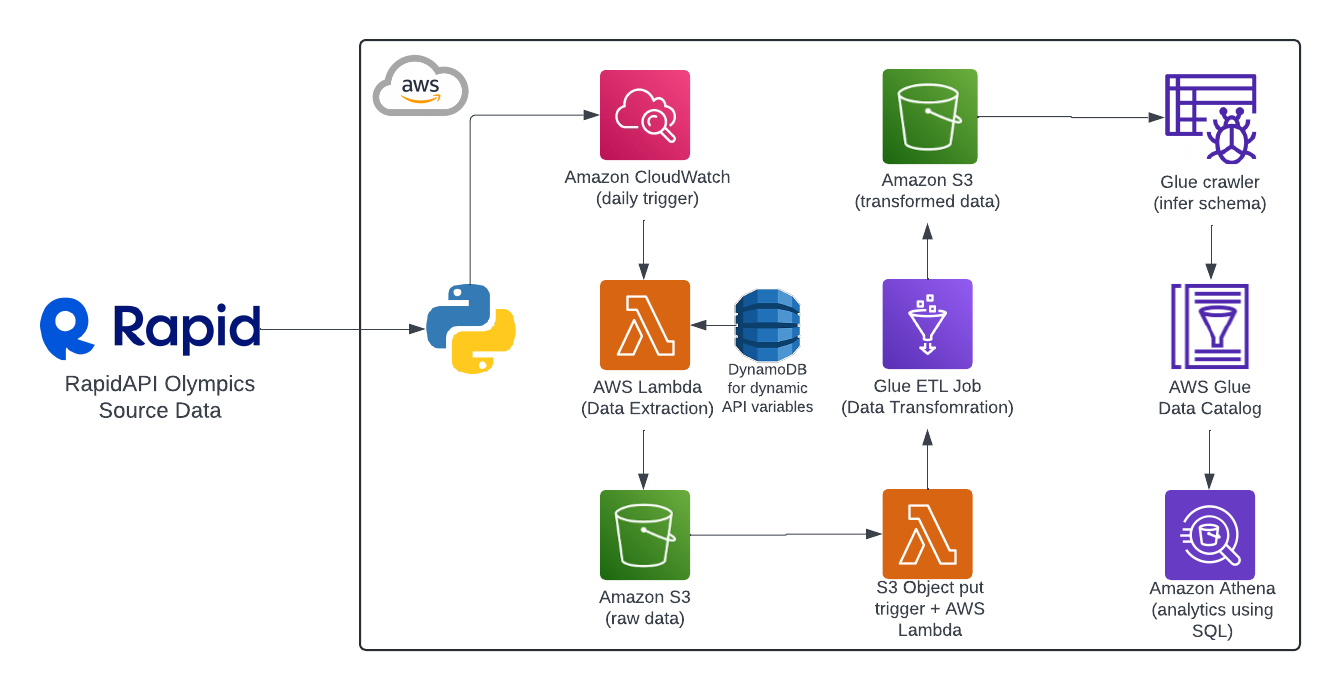 aws
Amazon CloudWatch
(daily trigger)
Amazon S3
(transformed data)
Glue crawler
(infer schema)
Rapid
RapidAPI Olympics
Source Data
AWS Lambda
(Data Extraction)
DynamoDB
for dynamic
API variables
Glue ETL Job
(Data Transfomration)
AWS Glue
Data Catalog
Amazon S3
(raw data)
S3 Object put
trigger + AWS
Lambda
Amazon Athena
(analytics using
SQL)